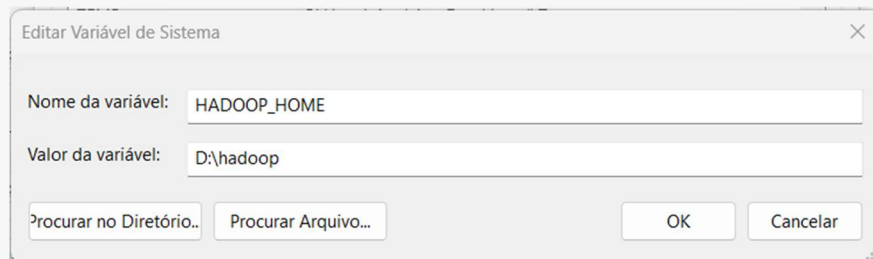 Editar Variável de Sistema
Nome da variável: HADOOP_HOME
Valor da variável: D:\hadoop
Procurar no Diretório.. Procurar Arquivo... OK Cancelar